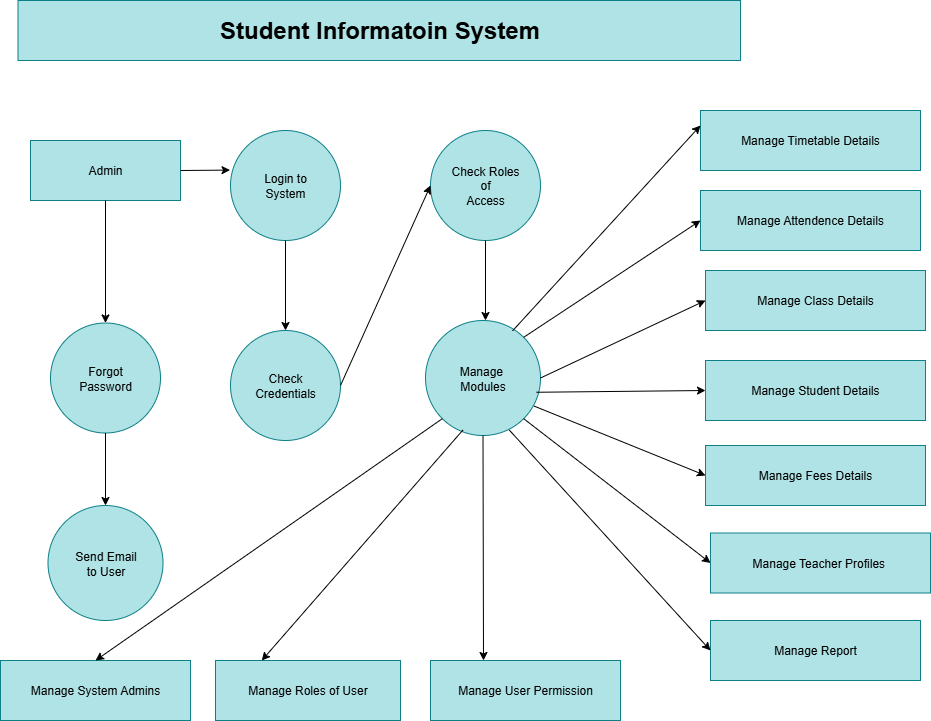 Student Informatoin System
Admin
Login to
System
Check Roles
of
Access
Manage Timetable Details
Manage Attendence Details
Manage Class Details
Forgot
Password
Check
Credentials
Manage
Modules
Manage Student Details
Manage Fees Details
Send Email
to User
Manage Teacher Profiles
Manage Report
Manage System Admins
Manage Roles of User
Manage User Permission